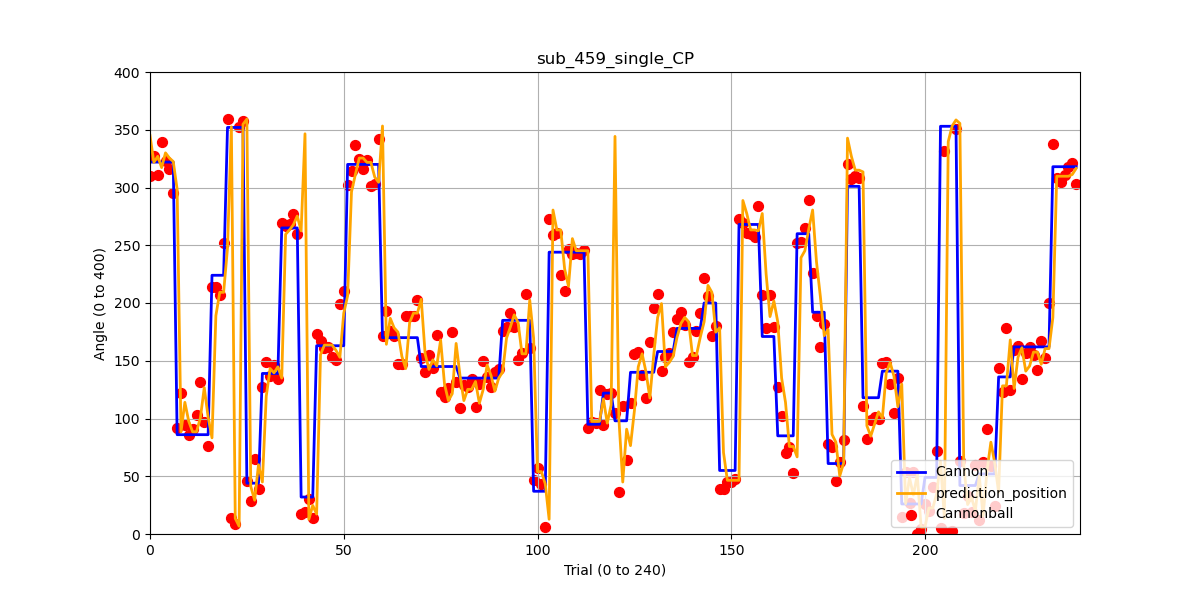 sub_459_single_CP
400
350
300
250
200
150
100
50
0
Angle (0 to 400)
0
50
100
150
200
Trial (0 to 240)
Cannon
prediction_position
Cannonball